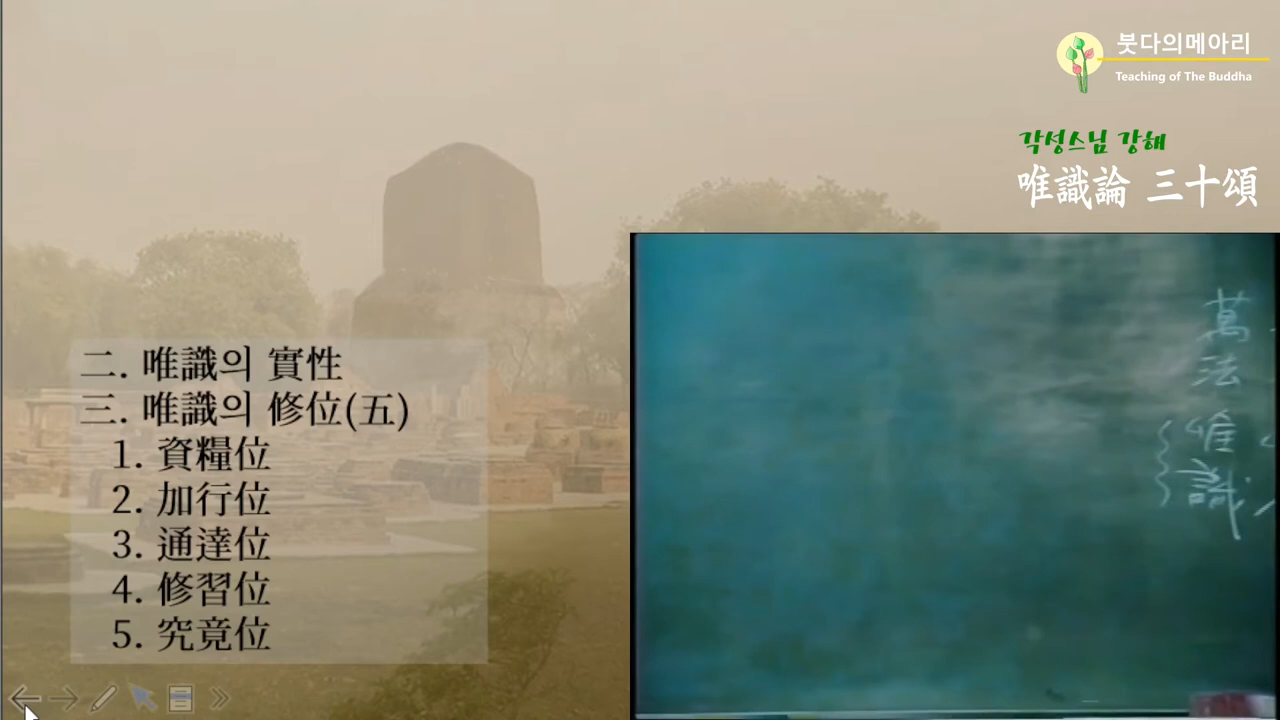 붓다의메아리
Teaching of The Buddha
각성스님 강해
唯識論 三十頌
二. 唯識의 實性
三. 唯識의 修位(五)
1. 資糧位
2. 加行位
3. 通達位
4. 修習位
5. 究竟位
萬法唯識